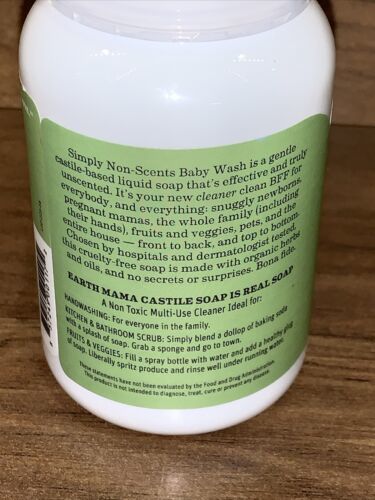 Simply Non-Scents Baby Wash is a gentle
castile-based liquid soap that's effective and truly
unscented. It's your new cleaner clean BFF for
everybody, and everything: snuggly newborns,
pregnant mamas, the whole family (including
their hands), fruits and veggies, pets, and the
entire house — front to back, and top to bottom.
Chosen by hospitals and dermatologist tested,
this cruelty-free soap is made with organic herbs
and oils, and no secrets or surprises. Bona fide.
EARTH MAMA CASTILE SOAP IS REAL SOAP
A Non Toxic Multi-Use Cleaner Ideal for:
HANDWASHING: For everyone in the family.
KITCHEN & BATHROOM SCRUB: Simply blend a dollop of baking soda
with a splash of soap. Grab a sponge and go to town.
FRUITS & VEGGIES: Fill a spray bottle with water and add a healthy glug
of soap. Liberally spritz produce and rinse well under running water.
These statements have not been evaluated by the Food and Drug Administration.
This product is not intended to diagnose, treat, cure or prevent any disease.